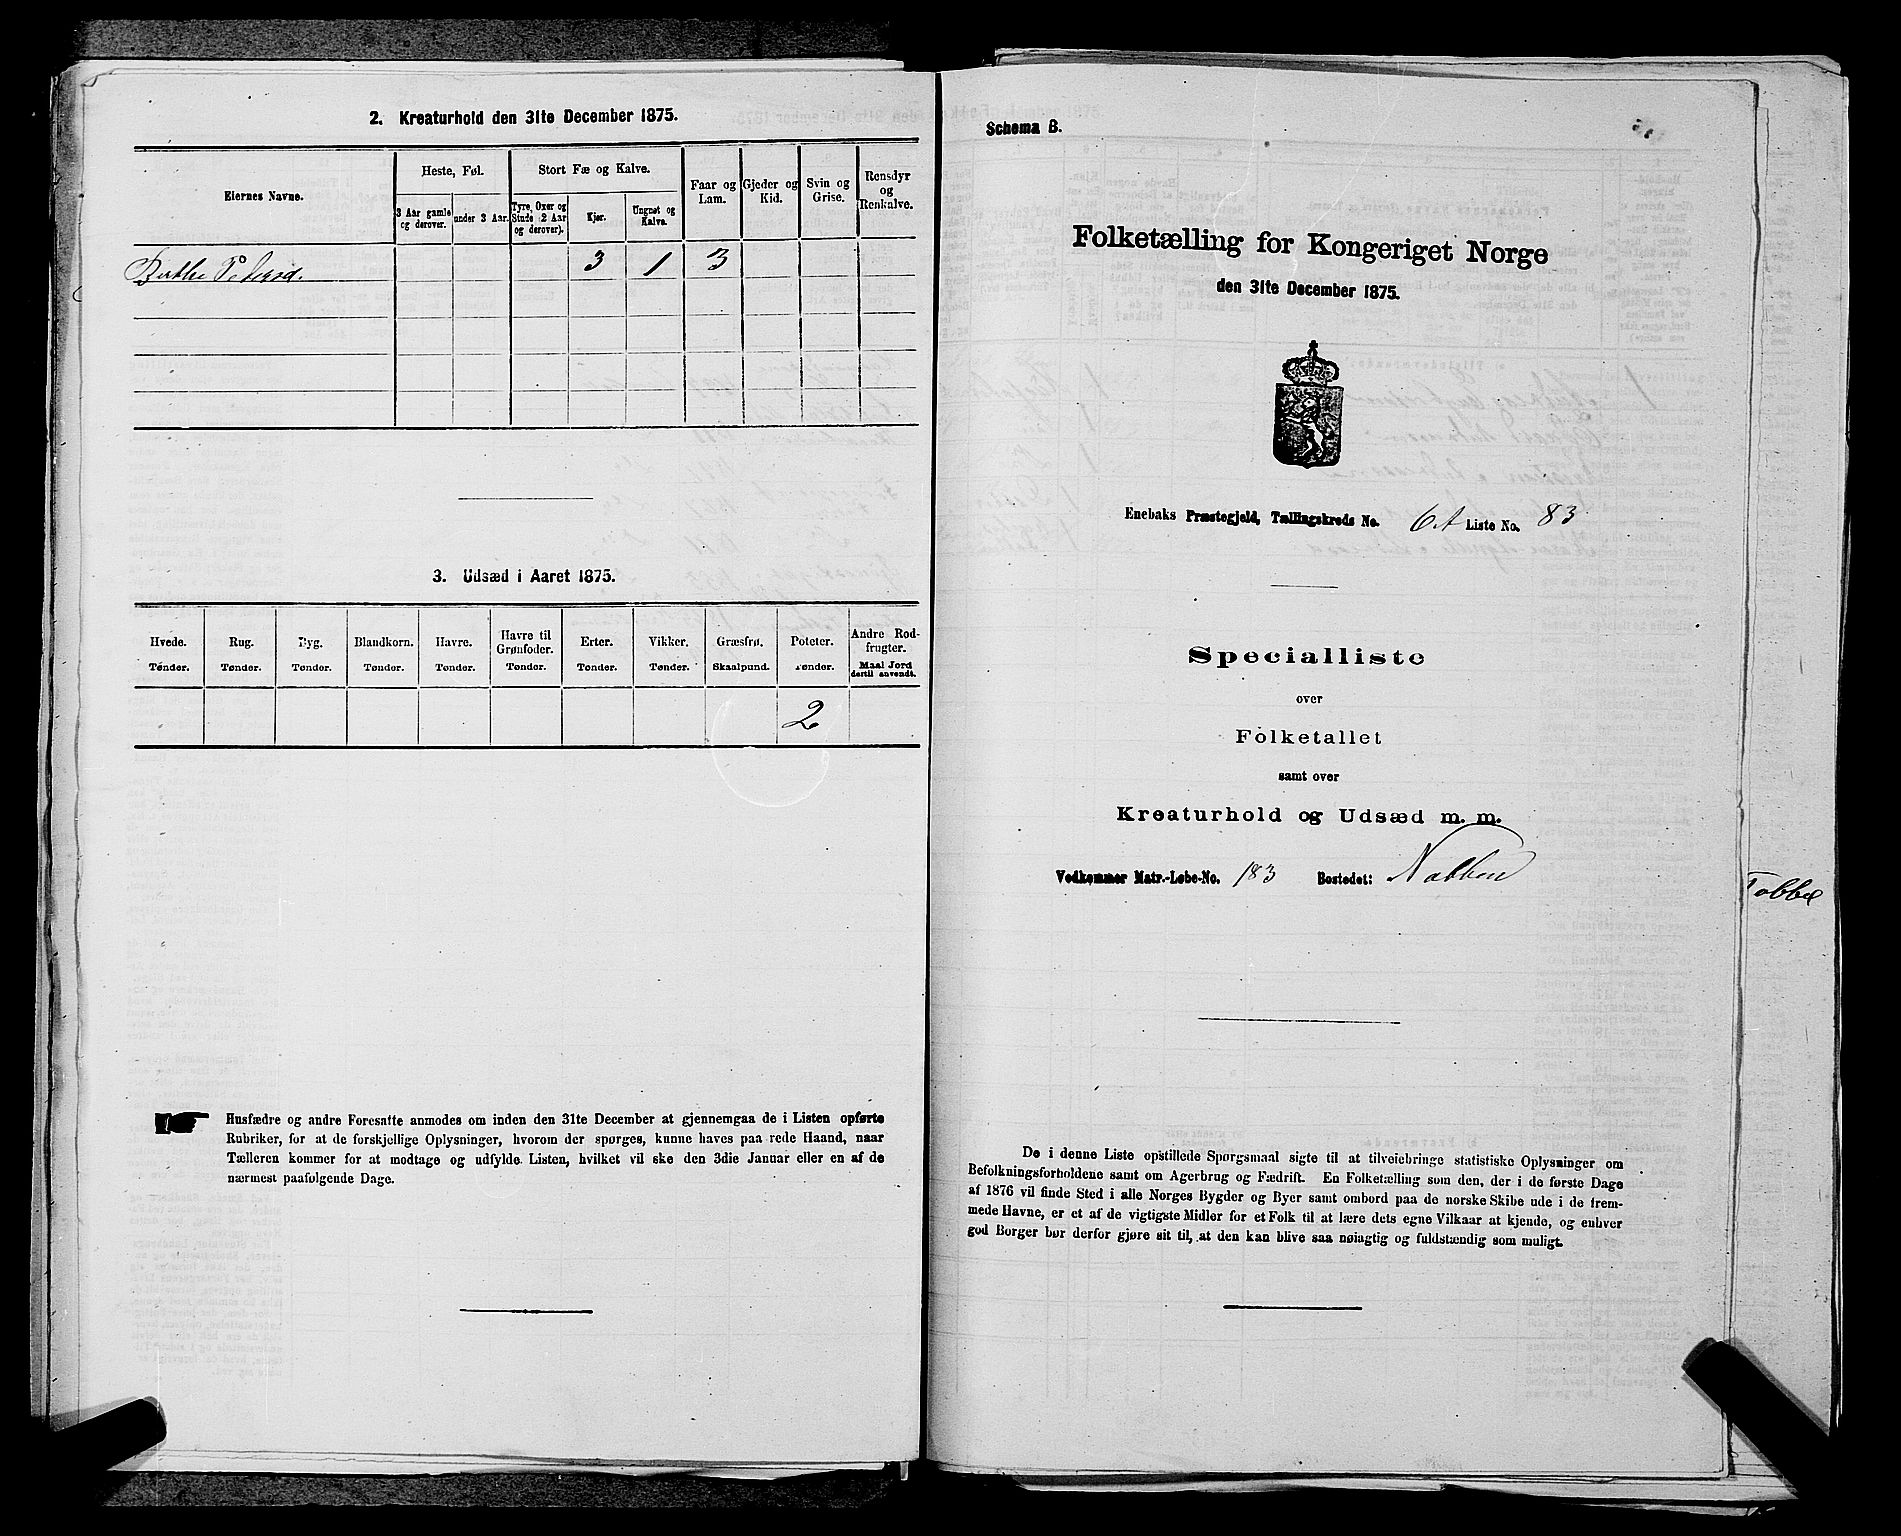 2. Kreaturhold den 31te December 1875.
Eiernes Navne.
Heste, Føl.
Stort Fæ og Kalve.
Faar og Lam.
Gjeder og Kid.
Svin og Grise.
Rensdyr og Renkalve.
3 Aar gamle og derover.
under 3 Aar.
Tyre, Oxer og Stude 2 Aar og derover).
Kjør.
Ungnøt og Kalve.
Berthe Pedersd. 3 1 3
3. Udsæd i Aaret 1875.
Hvede. Rug. Byg. Blandkorn. Havre. Havre til Grønfoder. Erter. Vikker. Græsfrø. Poteter. Andre Rodfrugter.
Tønder. Tønder. Tønder. Tønder. Tønder. Tønder. Tønder. Tønder. Skaalpund. Tønder. Maal Jord dertil anvendt.
2
Husfædre og andre Foresatte anmodes om inden den 31te December at gjennemgaa de i Listen opførte
Rubriker, for at de forskjellige Oplysninger, hvorom der spørges, kunne haves paa rede Haand, naar
Tælleren kommer for at modtage og udfylde Listen, hvilket vil ske den 3die Januar eller en af de
nærmest paafølgende Dage.
Schema B.
Folketælling for Kongeriget Norge
den 31te December 1875.
Enebaks Præstegjeld, Tællingskreds No. 6A Liste No. 83
Specialliste
over
Folketallet
samt over
Kreaturhold og Udsæd m. m.
Vedkommer Matr.-Løbe-No. 183 Bostedet: Nabben
De i denne Liste opstillede Spørgsmaal sigte til at tilveiebringe statistiske Oplysninger om
Befolkningsforholdene samt om Agerbrug og Fædrift. En Folketælling som den, der i de første Dage
af 1876 vil finde Sted i alle Norges Bygder og Byer samt ombord paa de norske Skibe ude i de frem-
mede Havne, er et af de vigtigste Midler for et Folk til at lære dets egne Vilkaar at kjende, og enhver
god Borger bør derfor gjøre sit til, at den kan blive saa nøiagtig og fuldstændig som muligt.